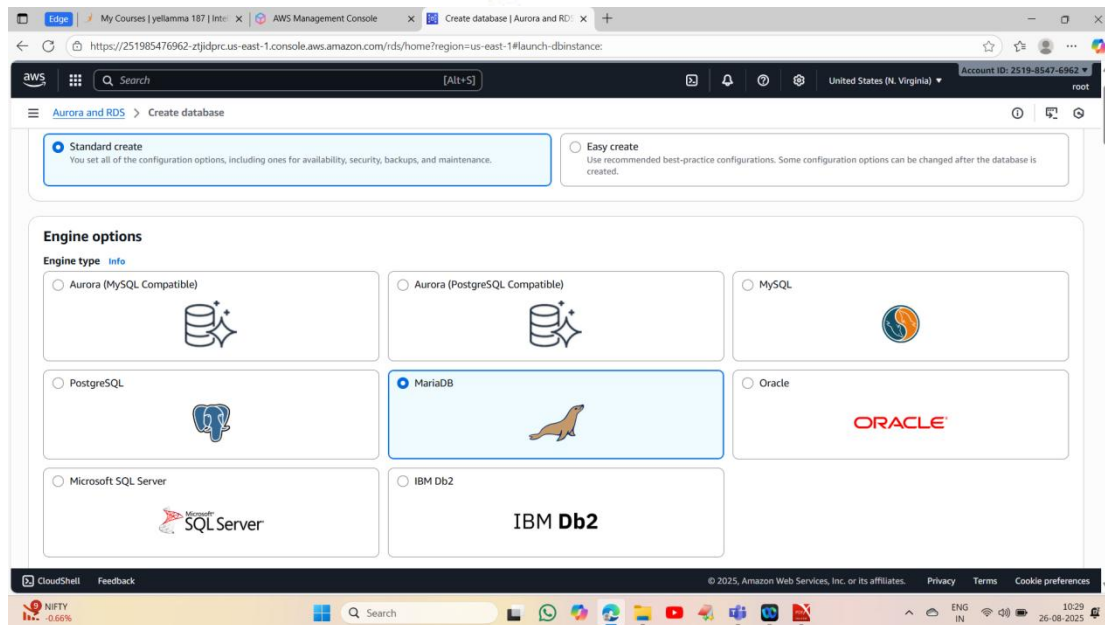 Edge
My Courses | yellamma 187 | Inte
AWS Management Console
Create database | Aurora and RD
https://251985476962-ztjidprc.us-east-1.console.aws.amazon.com/rds/home?region=us-east-1#launch-dbinstance:
aws
Search
[Alt+S]
United States (N. Virginia)
Account ID: 2519-8547-6962
root
Aurora and RDS > Create database
Standard create
You set all of the configuration options, including ones for availability, security, backups, and maintenance.
Easy create
Use recommended best-practice configurations. Some configuration options can be changed after the database is
created.
Engine options
Engine type Info
Aurora (MySQL Compatible)
Aurora (PostgreSQL Compatible)
MySQL
PostgreSQL
MariaDB
Oracle
ORACLE
Microsoft SQL Server
Microsoft
SQL Server
IBM Db2
IBM Db2
CloudShell
Feedback
© 2025, Amazon Web Services, Inc. or its affiliates.
Privacy
Terms
Cookie preferences
9
NIFTY
-0.66%
Search
ENG
IN
10:29
26-08-2025